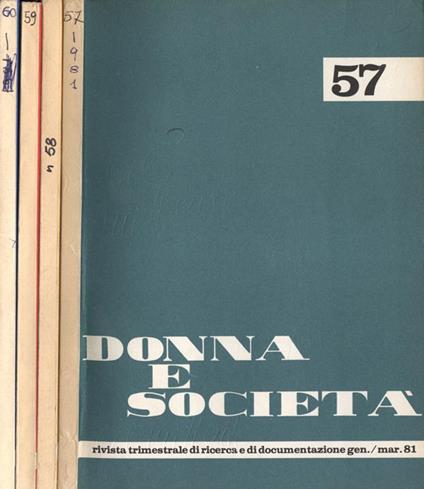 60
59
n 58
57
1981
57
DONNA
E
SOCIETÀ
rivista trimestrale di ricerca e di documentazione gen./mar. 81